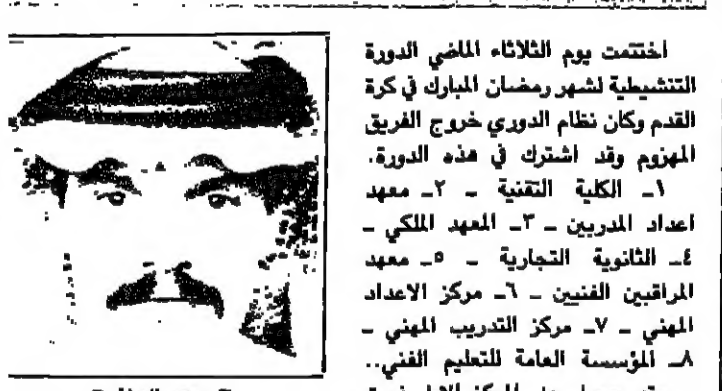 اختتمت يوم الثلاثاء الماضي الدورة
التنشيطية لشهر رمضان المبارك في كرة
القدم وكان نظام الدوري خروج الفريق
المهزوم وقد اشترك في هذه الدورة.
١ـ الكلية التقنية ـ ٢ـ معهد
اعداد المدربين ـ ٣ـ المعهد الملكي ـ
٤ـ الثانوية التجارية ـ ٥ـ معهد
المراقبين الفنيين ـ ٦ـ مركز الاعداد
المهني ـ ٧ـ مركز التدريب المهني ـ
٨ـ المؤسسة العامة للتعليم الفني..